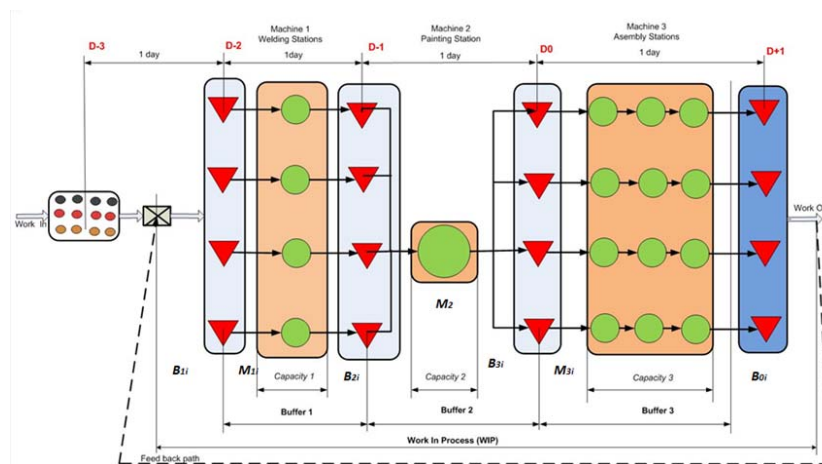 Machine 1
Welding Stations
Machine 2
Painting Station
Machine 3
Asembly Stations
D-3
D-2
D-1
D0
D+1
1 day
1day
1 day
1 day
Work In
Work O
M2
B1i
M1i
B2i
B3i
M3i
B0i
Capacity 1
Capacity 2
Capacity 3
Buffer 1
Buffer 2
Buffer 3
Work In Process (WIP)
Feed back path